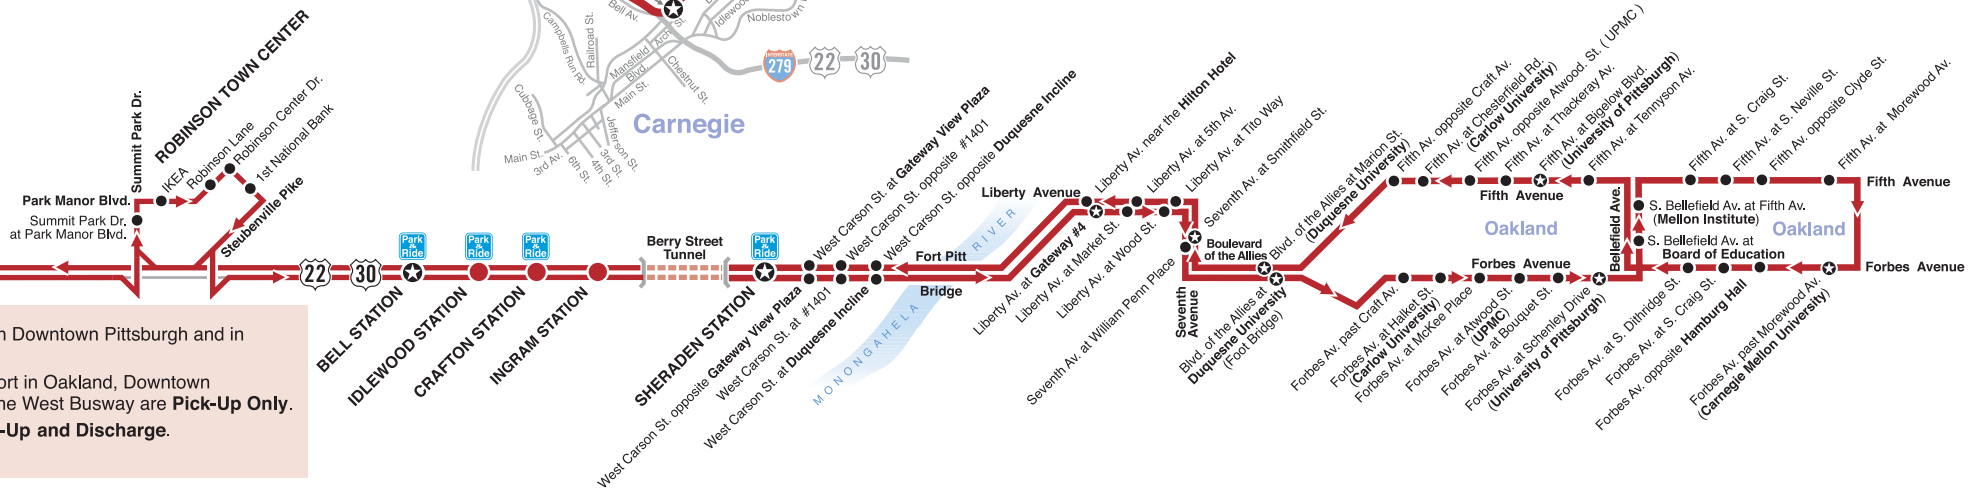 Bell Av.
Idlewood
Noblestown
Campbells Run Rd.
Railroad St.
Mansfield
Blvd.
Arch
St.
Main St.
Chestnut St.
Cubbage St.
Jefferson St.
Main St.
3rd Av.
6th St.
4th St.
3rd St.
Carnegie
INTERSTATE
279
22
30
ROBINSON TOWN CENTER
Summit Park Dr.
IKEA
Robinson Lane
Robinson Center Dr.
1st National Bank
Park Manor Blvd.
Summit Park Dr.
at Park Manor Blvd.
Steubenville Pike
22
30
Park
&
Ride
BELL STATION
Park
&
Ride
IDLEWOOD STATION
Park
&
Ride
CRAFTON STATION
INGRAM STATION
Berry Street
Tunnel
Park
&
Ride
SHERADEN STATION
West Carson St. at Gateway View Plaza
West Carson St. opposite #1401
West Carson St. opposite Duquesne Incline
West Carson St. opposite Gateway View Plaza
West Carson St. at #1401
West Carson St. at Duquesne Incline
Fort Pitt
Bridge
MONONGAHELA
RIVER
Liberty Avenue
Liberty Av. near the Hilton Hotel
Liberty Av. at 5th Av.
Liberty Av. at Tito Way
Seventh Av. at Smithfield St.
Liberty Av. at Gateway #4
Liberty Av. at Market St.
Liberty Av. at Wood St.
Seventh Av. at William Penn Place
Seventh
Avenue
Boulevard
of the Allies
Blvd. of the Allies at Marion St.
(Duquesne University)
Blvd. of the Allies at
Duquesne University
(Foot Bridge)
Fifth Av. opposite Craft Av.
Fifth Av. at Chesterfield Rd.
(Carlow University)
Fifth Av. opposite Atwood. St. ( UPMC )
Fifth Av. at Thackeray Av.
Fifth Av. at Bigelow Blvd.
(University of Pittsburgh)
Fifth Av. at Tennyson Av.
Fifth Avenue
Oakland
Forbes Avenue
Forbes Av. past Craft Av.
Forbes Av. at Halket St.
(Carlow University)
Forbes Av. at McKee Place
Forbes Av. at Atwood St.
(UPMC)
Forbes Av. at Bouquet St.
Forbes Av. at Schenley Drive
(University of Pittsburgh)
Bellefield Ave.
Fifth Av. at S. Craig St.
Fifth Av. at S. Neville St.
Fifth Av. opposite Clyde St.
Fifth Av. at Morewood Av.
Fifth Avenue
S. Bellefield Av. at Fifth Av.
(Mellon Institute)
Oakland
S. Bellefield Av. at
Board of Education
Forbes Avenue
Forbes Av. at S. Dithridge St.
Forbes Av. at S. Craig St.
Forbes Av. opposite Hamburg Hall
Forbes Av. past Morewood Av.
(Carnegie Mellon University)
n Downtown Pittsburgh and in
ort in Oakland, Downtown
ne West Busway are Pick-Up Only.
-Up and Discharge.